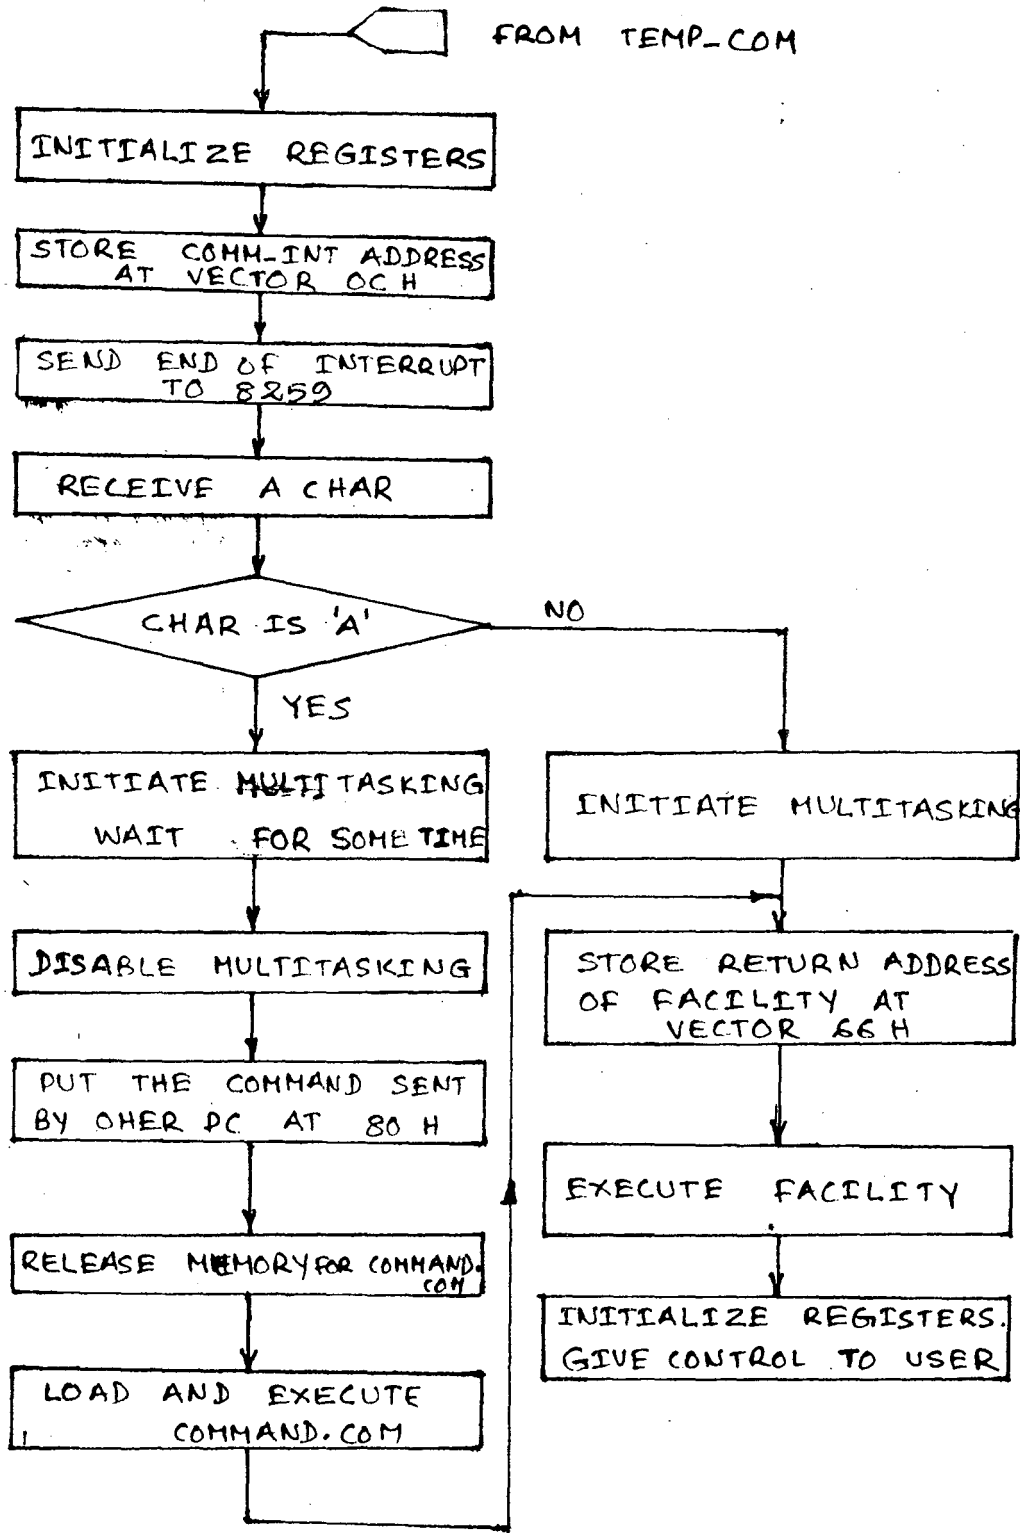 FROM TEMP_COM
INITIALIZE REGISTERS
STORE COMM_INT ADDRESS
AT VECTOR OC H
SEND END OF INTERRUPT
TO 8259
RECEIVE A CHAR
CHAR IS 'A'
NO
YES
INITIATE MULTI TASKING
WAIT FOR SOME TIME
DISABLE MULTITASKING
PUT THE COMMAND SENT
BY OHER PC AT 80 H
RELEASE MEMORY FOR COMMAND.
COM
LOAD AND EXECUTE
COMMAND.COM
INITIATE MULTITASKING
STORE RETURN ADDRESS
OF FACILITY AT
VECTOR 66 H
EXECUTE FACILITY
INITIALIZE REGISTERS.
GIVE CONTROL TO USER